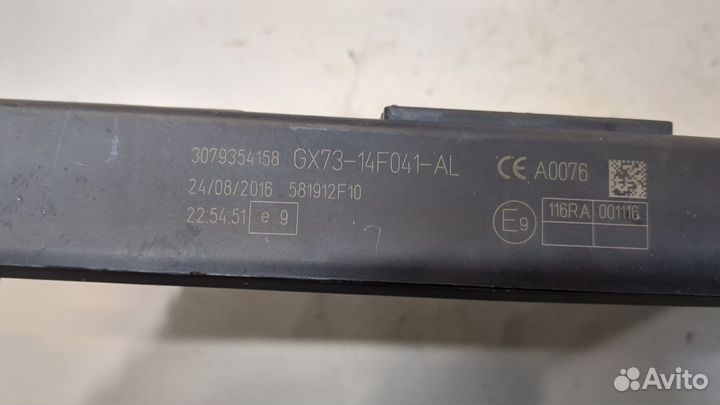 3079354158 GX73-14F041-AL
24/08/2016 581912F10
22:54:51 e 9
CE A0076
E9 116RA 001116
Avito